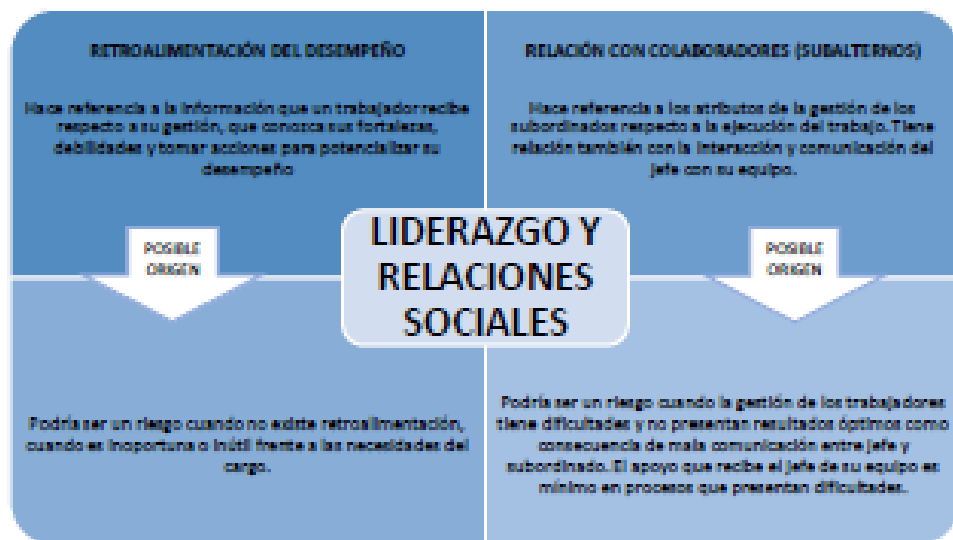 RETROALIMENTACIÓN DEL DESEMPEÑO
Hace referencia a la información que un trabajador recibe
respecto a su gestión, que conozca sus fortalezas,
debilidades y tomar acciones para potencializar su
desempeño
RELACIÓN CON COLABORADORES (SUBALTERNOS)
Hace referencia a los atributos de la gestión de los
subordinados respecto a la ejecución del trabajo. Tiene
relación también con la interacción y comunicación del
jefe con su equipo.
LIDERAZGO Y
RELACIONES
SOCIALES
POSIBLE
ORIGEN
POSIBLE
ORIGEN
Podría ser un riesgo cuando no existe retroalimentación,
cuando es inoportuna o inútil frente a las necesidades del
cargo.
Podría ser un riesgo cuando la gestión de los trabajadores
tiene dificultades y no presentan resultados óptimos como
consecuencia de mala comunicación entre jefe y
subordinado. El apoyo que recibe el jefe de su equipo es
mínimo en procesos que presentan dificultades.